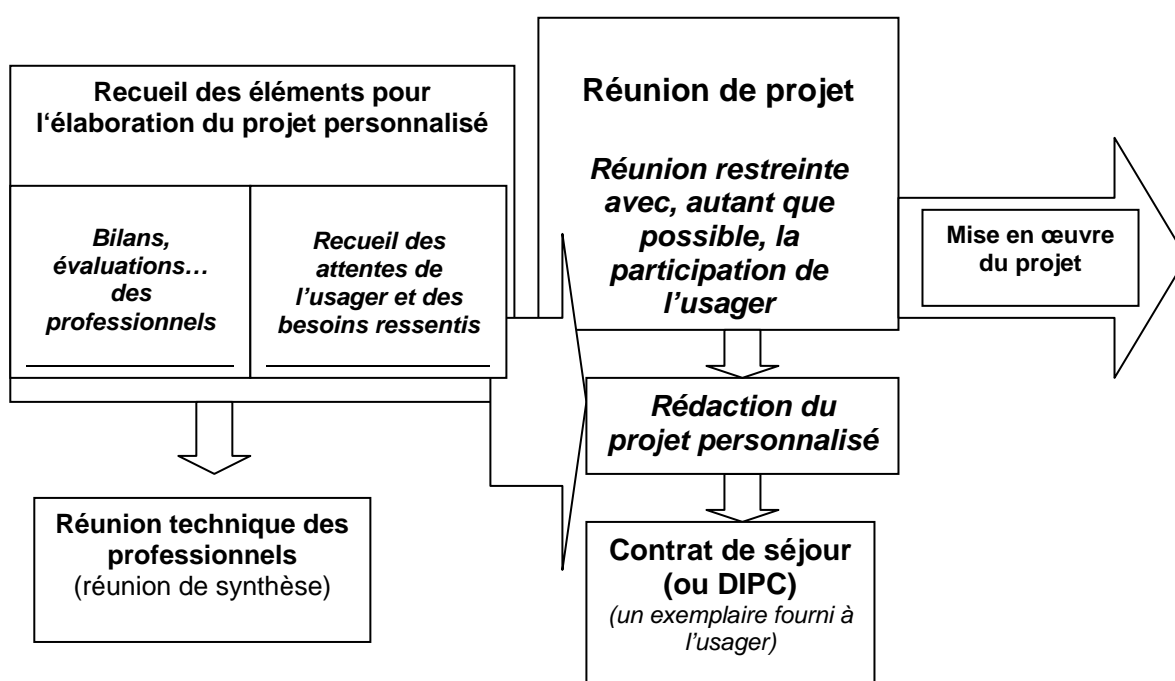 Recueil des éléments pour
l‘élaboration du projet personnalisé
Bilans,
évaluations…
des
professionnels
Recueil des
attentes de
l’usager et des
besoins ressentis
Réunion technique des
professionnels
(réunion de synthèse)
Réunion de projet
Réunion restreinte
avec, autant que
possible, la
participation de
l’usager
Rédaction du
projet personnalisé
Contrat de séjour
(ou DIPC)
(un exemplaire fourni à
l’usager)
Mise en œuvre
du projet